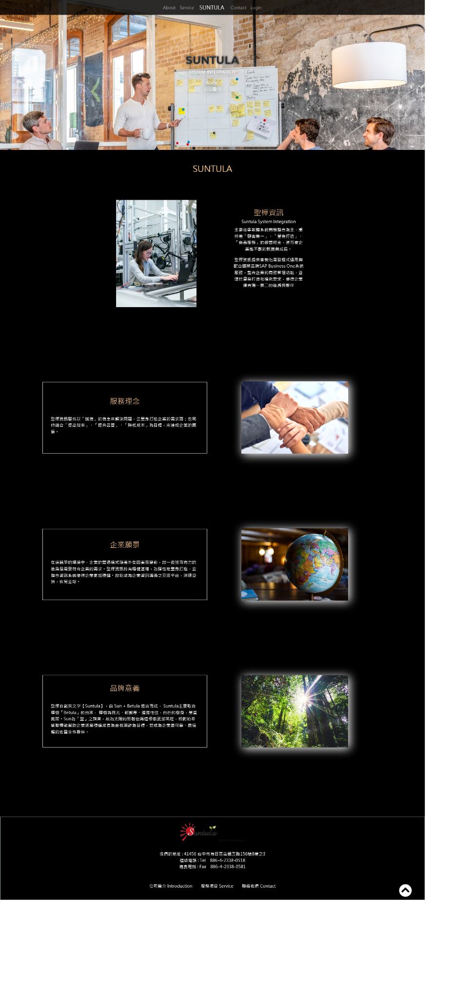 About Service SUNTULA Contact Login
SUNTULA
SYSTEM INTEGRATION
About
公司簡介
Goals
SUNTULA
聖樺資訊
Suntula System Integration
主要從事軟體系統開發整合為主，秉
持著「顧客第一」、「量身打造」、
「完善服務」的經營理念，進而使企
業能不斷的蛻變與成長。
聖樺資訊提供客製化開發程式運用與
配合國際品牌SAP Business One系統
服務，整合企業的商務管理功能，並
彈性量身打造和擴充需求，使得企業
擁有獨一無二的後盾與夥伴
服務理念
聖樺資訊堅持以「誠信」的信念來解決問題，並量身打造企業的需求面；也同
時結合「提高效率」、「提升品質」、「降低成本」為目標，來達成企業的願
景。
企業願景
在這競爭的環境中，企業的營運模式隨著外在因素而變動，故一套強而有力的
後盾是需要符合企業的需求。聖樺資訊持有穩健基礎，為彈性地量身打造，並
整合資訊系統使得企業更加穩健。故盼成為企業資訊溝通之交流平台，深耕亞
洲，佈局全球。
品牌意義
聖樺自創英文字【Suntula】，由 Sun + Betula 組合而成， Suntula主要取自
樺樹「Betula」的由來， 樺樹為喜光、耐嚴寒、適應性強，白白的樹身，筆直
挺拔。Sun為「聖」之諧音，故為太陽的照射使得這樺樹更加茁壯，相對的希
望聚樺能幫助企業逐漸穩健成長為自我期許為目標，並成為企業最可靠、最信
賴的忠實合作夥伴。
Suntula
我們的地址 : 41456 台中市烏日區高鐵五路156號8樓之3
連絡電話 : Tel 886-4-2338-0518
傳真電話 : Fax 886-4-2338-0581
公司簡介 Introduction 服務項目 Service 聯絡我們 Contact